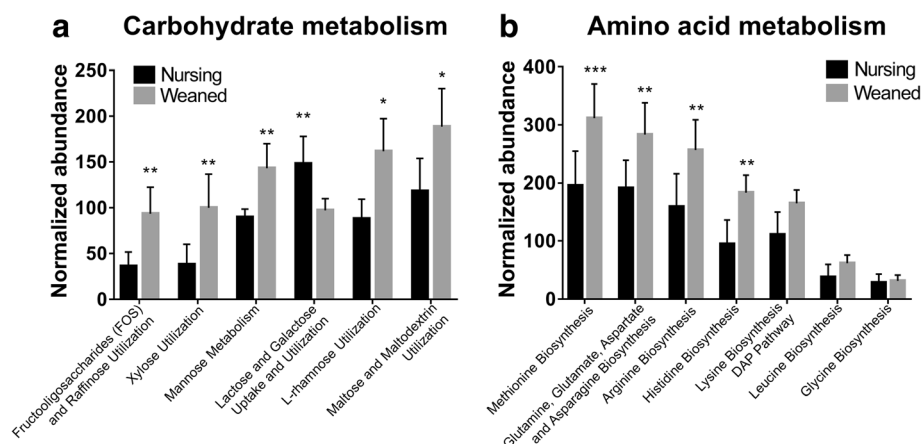 a Carbohydrate metabolism
Normalized abundance
250
200
150
100
50
0
Nursing
Weaned
**
**
**
**
*
*
Fructooligosaccharides (FOS)
and Raffinose Utilization
Xylose Utilization
Mannose Metabolism
Lactose and Galactose
Uptake and Utilization
L-rhamnose Utilization
Maltose and Maltodextrin
Utilization
b Amino acid metabolism
Normalized abundance
400
300
200
100
0
Nursing
Weaned
***
**
**
**
Methionine Biosynthesis
Glutamine, Glutamate, Aspartate
and Asparagine Biosynthesis
Arginine Biosynthesis
Histidine Biosynthesis
Lysine Biosynthesis
DAP Pathway
Leucine Biosynthesis
Glycine Biosynthesis